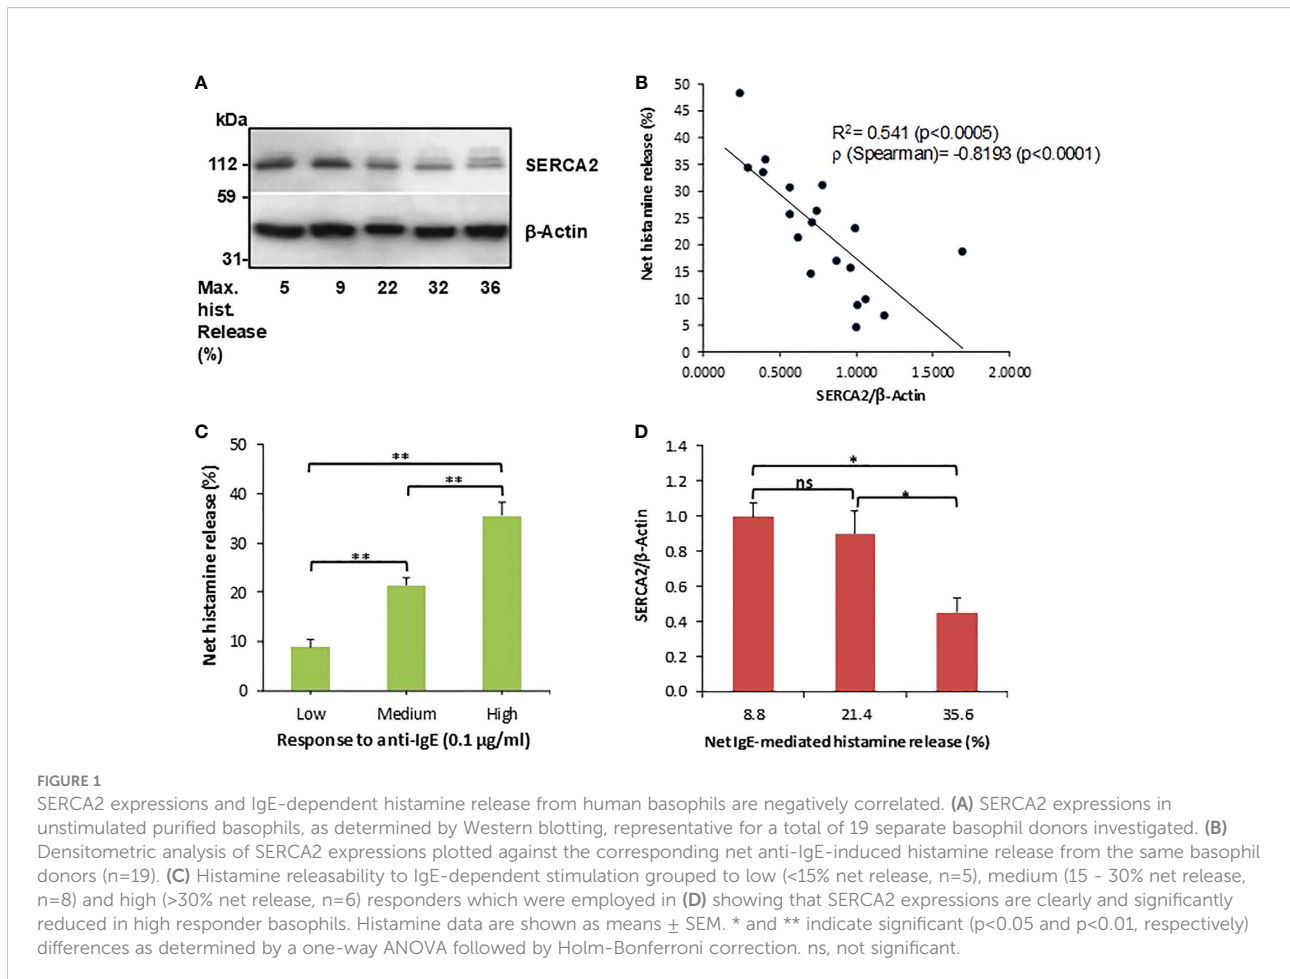 A
kDa
112
59
31
SERCA2
β-Actin
Max. hist. Release (%)
5 9 22 32 36
B
Net histamine release (%)
50
45
40
35
30
25
20
15
10
5
0
R²= 0.541 (p<0.0005)
ρ (Spearman)= -0.8193 (p<0.0001)
0.0000 0.5000 1.0000 1.5000 2.0000
SERCA2/β-Actin
C
Net histamine release (%)
50
40
30
20
10
0
**
**
**
Low Medium High
Response to anti-IgE (0.1 µg/ml)
D
SERCA2/β-Actin
1.4
1.2
1.0
0.8
0.6
0.4
0.2
0.0
*
ns
*
8.8 21.4 35.6
Net IgE-mediated histamine release (%)
FIGURE 1
SERCA2 expressions and IgE-dependent histamine release from human basophils are negatively correlated. (A) SERCA2 expressions in
unstimulated purified basophils, as determined by Western blotting, representative for a total of 19 separate basophil donors investigated. (B)
Densitometric analysis of SERCA2 expressions plotted against the corresponding net anti-IgE-induced histamine release from the same basophil
donors (n=19). (C) Histamine releasability to IgE-dependent stimulation grouped to low (<15% net release, n=5), medium (15 - 30% net release,
n=8) and high (>30% net release, n=6) responders which were employed in (D) showing that SERCA2 expressions are clearly and significantly
reduced in high responder basophils. Histamine data are shown as means ± SEM. * and ** indicate significant (p<0.05 and p<0.01, respectively)
differences as determined by a one-way ANOVA followed by Holm-Bonferroni correction. ns, not significant.